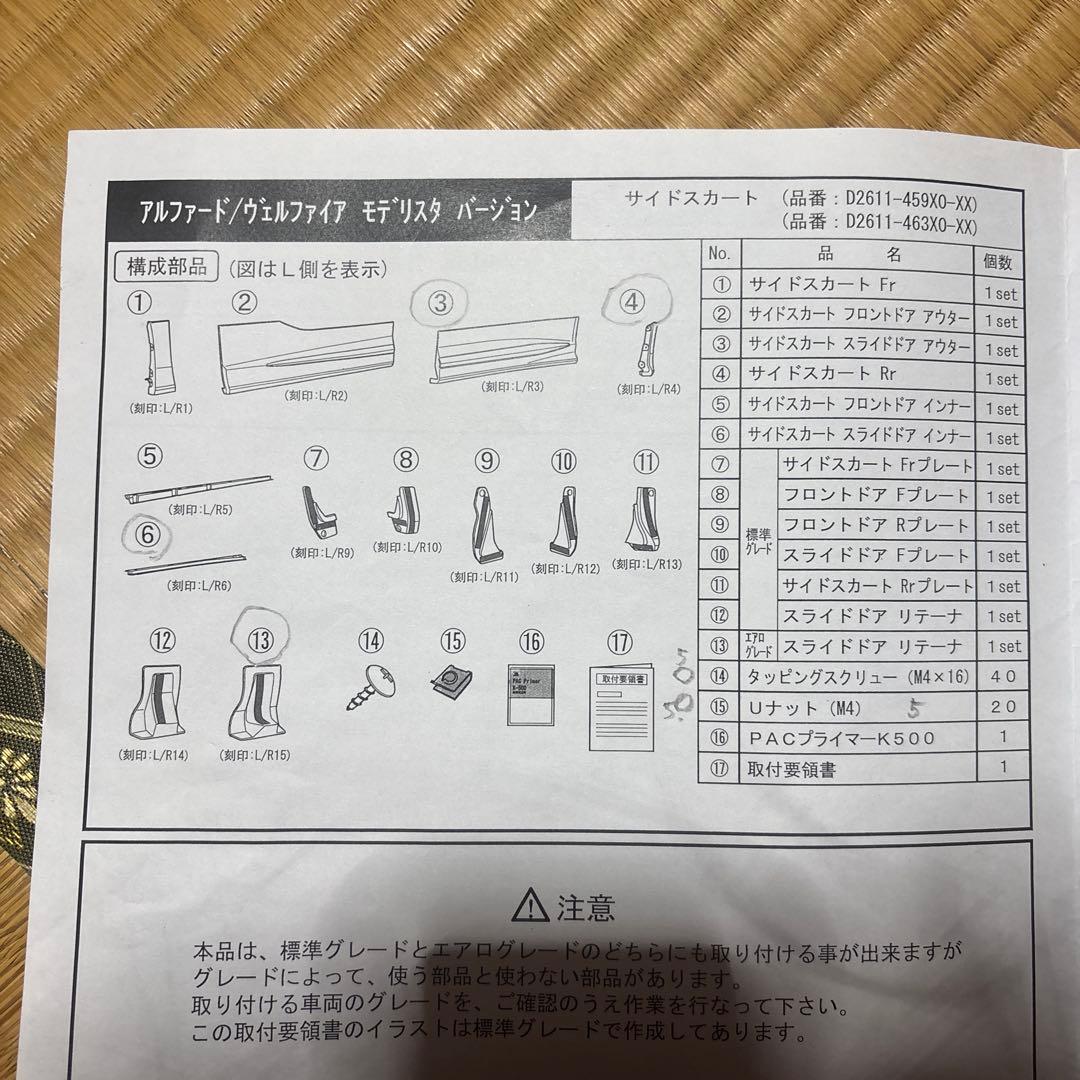 アルファード/ヴェルファイア モデリスタ バージョン
サイドスカート (品番:D2611-459X0-XX)
(品番:D2611-463X0-XX)
構成部品 (図はL側を表示)
① ② ③ ④
(刻印:L/R1) (刻印:L/R2) (刻印:L/R3) (刻印:L/R4)
⑤ ⑦ ⑧ ⑨ ⑩ ⑪
(刻印:L/R5)
⑥
(刻印:L/R6) (刻印:L/R9) (刻印:L/R10) (刻印:L/R11) (刻印:L/R12) (刻印:L/R13)
⑫ ⑬ ⑭ ⑮ ⑯ ⑰
PAC Primer
K-500
取付要領書
(刻印:L/R14) (刻印:L/R15)
No. 品 名 個数
① サイドスカート Fr 1set
② サイドスカート フロントドア アウター 1set
③ サイドスカート スライドドア アウター 1set
④ サイドスカート Rr 1set
⑤ サイドスカート フロントドア インナー 1set
⑥ サイドスカート スライドドア インナー 1set
標準グレード
⑦ サイドスカート Frプレート 1set
⑧ フロントドア Fプレート 1set
⑨ フロントドア Rプレート 1set
⑩ スライドドア Fプレート 1set
⑪ サイドスカート Rrプレート 1set
⑫ スライドドア リテーナ 1set
⑬ エアログレード スライドドア リテーナ 1set
⑭ タッピングスクリュー (M4×16) 40
⑮ Uナット (M4) 5 20
⑯ PACプライマーK500 1
⑰ 取付要領書 1
注意
本品は、標準グレードとエアログレードのどちらにも取り付ける事が出来ますが
グレードによって、使う部品と使わない部品があります。
取り付ける車両のグレードを、ご確認のうえ作業を行なって下さい。
この取付要領書のイラストは標準グレードで作成してあります。